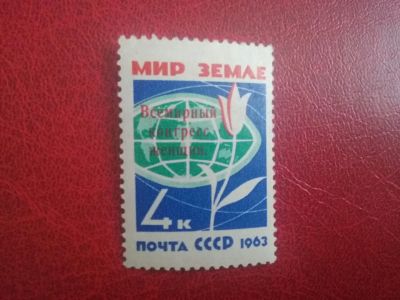 МИР ЗЕМЛЕ
Всемирный
конгресс
женщин.
4к
ПОЧТА СССР 1963